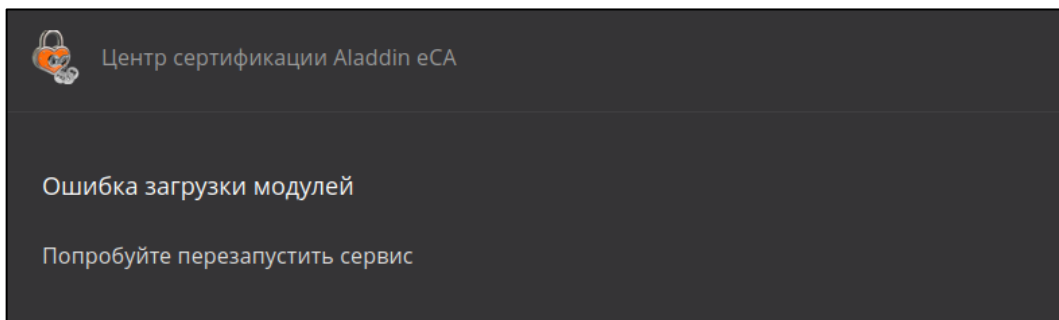 Центр сертификации Aladdin eCA
Ошибка загрузки модулей
Попробуйте перезапустить сервис